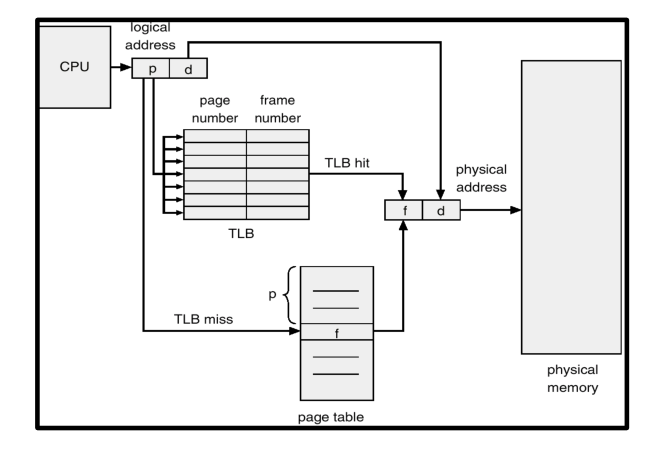 logical
address
CPU
p d
page frame
number number
TLB hit
physical
address
f d
TLB
p
TLB miss
f
physical
memory
page table